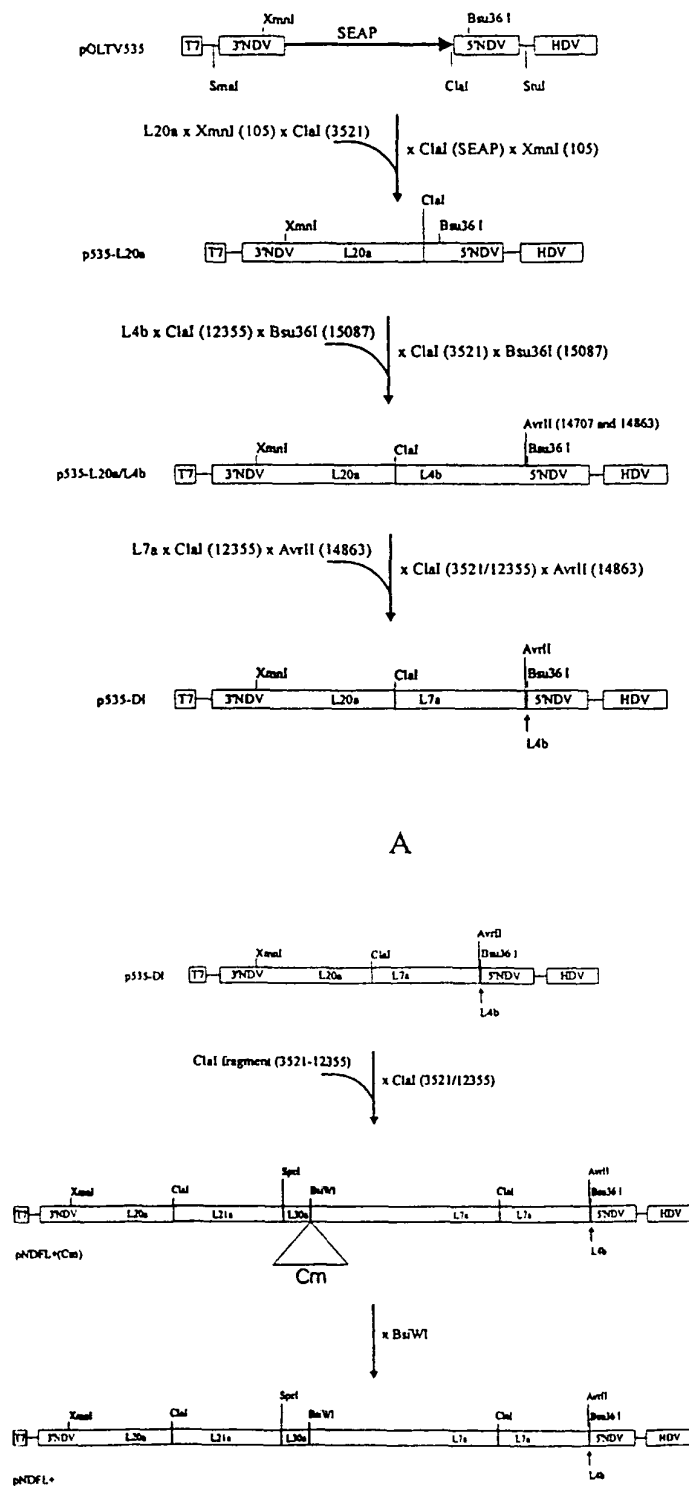 XmnI Bsu36 I
SEAP
pOLTV535 T7 3'NDV 5'NDV HDV
SmaI ClaI StuI
L20a x XmnI (105) x ClaI (3521)
x ClaI (SEAP) x XmnI (105)
ClaI
XmnI Bsu36 I
p535-L20a T7 3'NDV L20a 5'NDV HDV
L4b x ClaI (12355) x Bsu36I (15087)
x ClaI (3521) x Bsu36I (15087)
AvrII (14707 and 14863)
XmnI ClaI Bsu36 I
p535-L20a/L4b T7 3'NDV L20a L4b 5'NDV HDV
L7a x ClaI (12355) x AvrII (14863)
x ClaI (3521/12355) x AvrII (14863)
AvrII
XmnI ClaI Bsu36 I
p535-DI T7 3'NDV L20a L7a 5'NDV HDV
L4b
A
AvrII
XmnI ClaI Bsu36 I
p535-DI T7 3'NDV L20a L7a 5'NDV HDV
L4b
ClaI fragment (3521-12355)
x ClaI (3521/12355)
SpeI AvrII
XmnI ClaI BsiWI ClaI Bsu36 I
T7 3'NDV L20a L21a L30a L7a L7a 5'NDV HDV
pNDFL+(Cm) L4b
Cm
x BsiWI
SpeI AvrII
XmnI ClaI BsiWI ClaI Bsu36 I
T7 3'NDV L20a L21a L30a L7a L7a 5'NDV HDV
L4b
pNDFL+